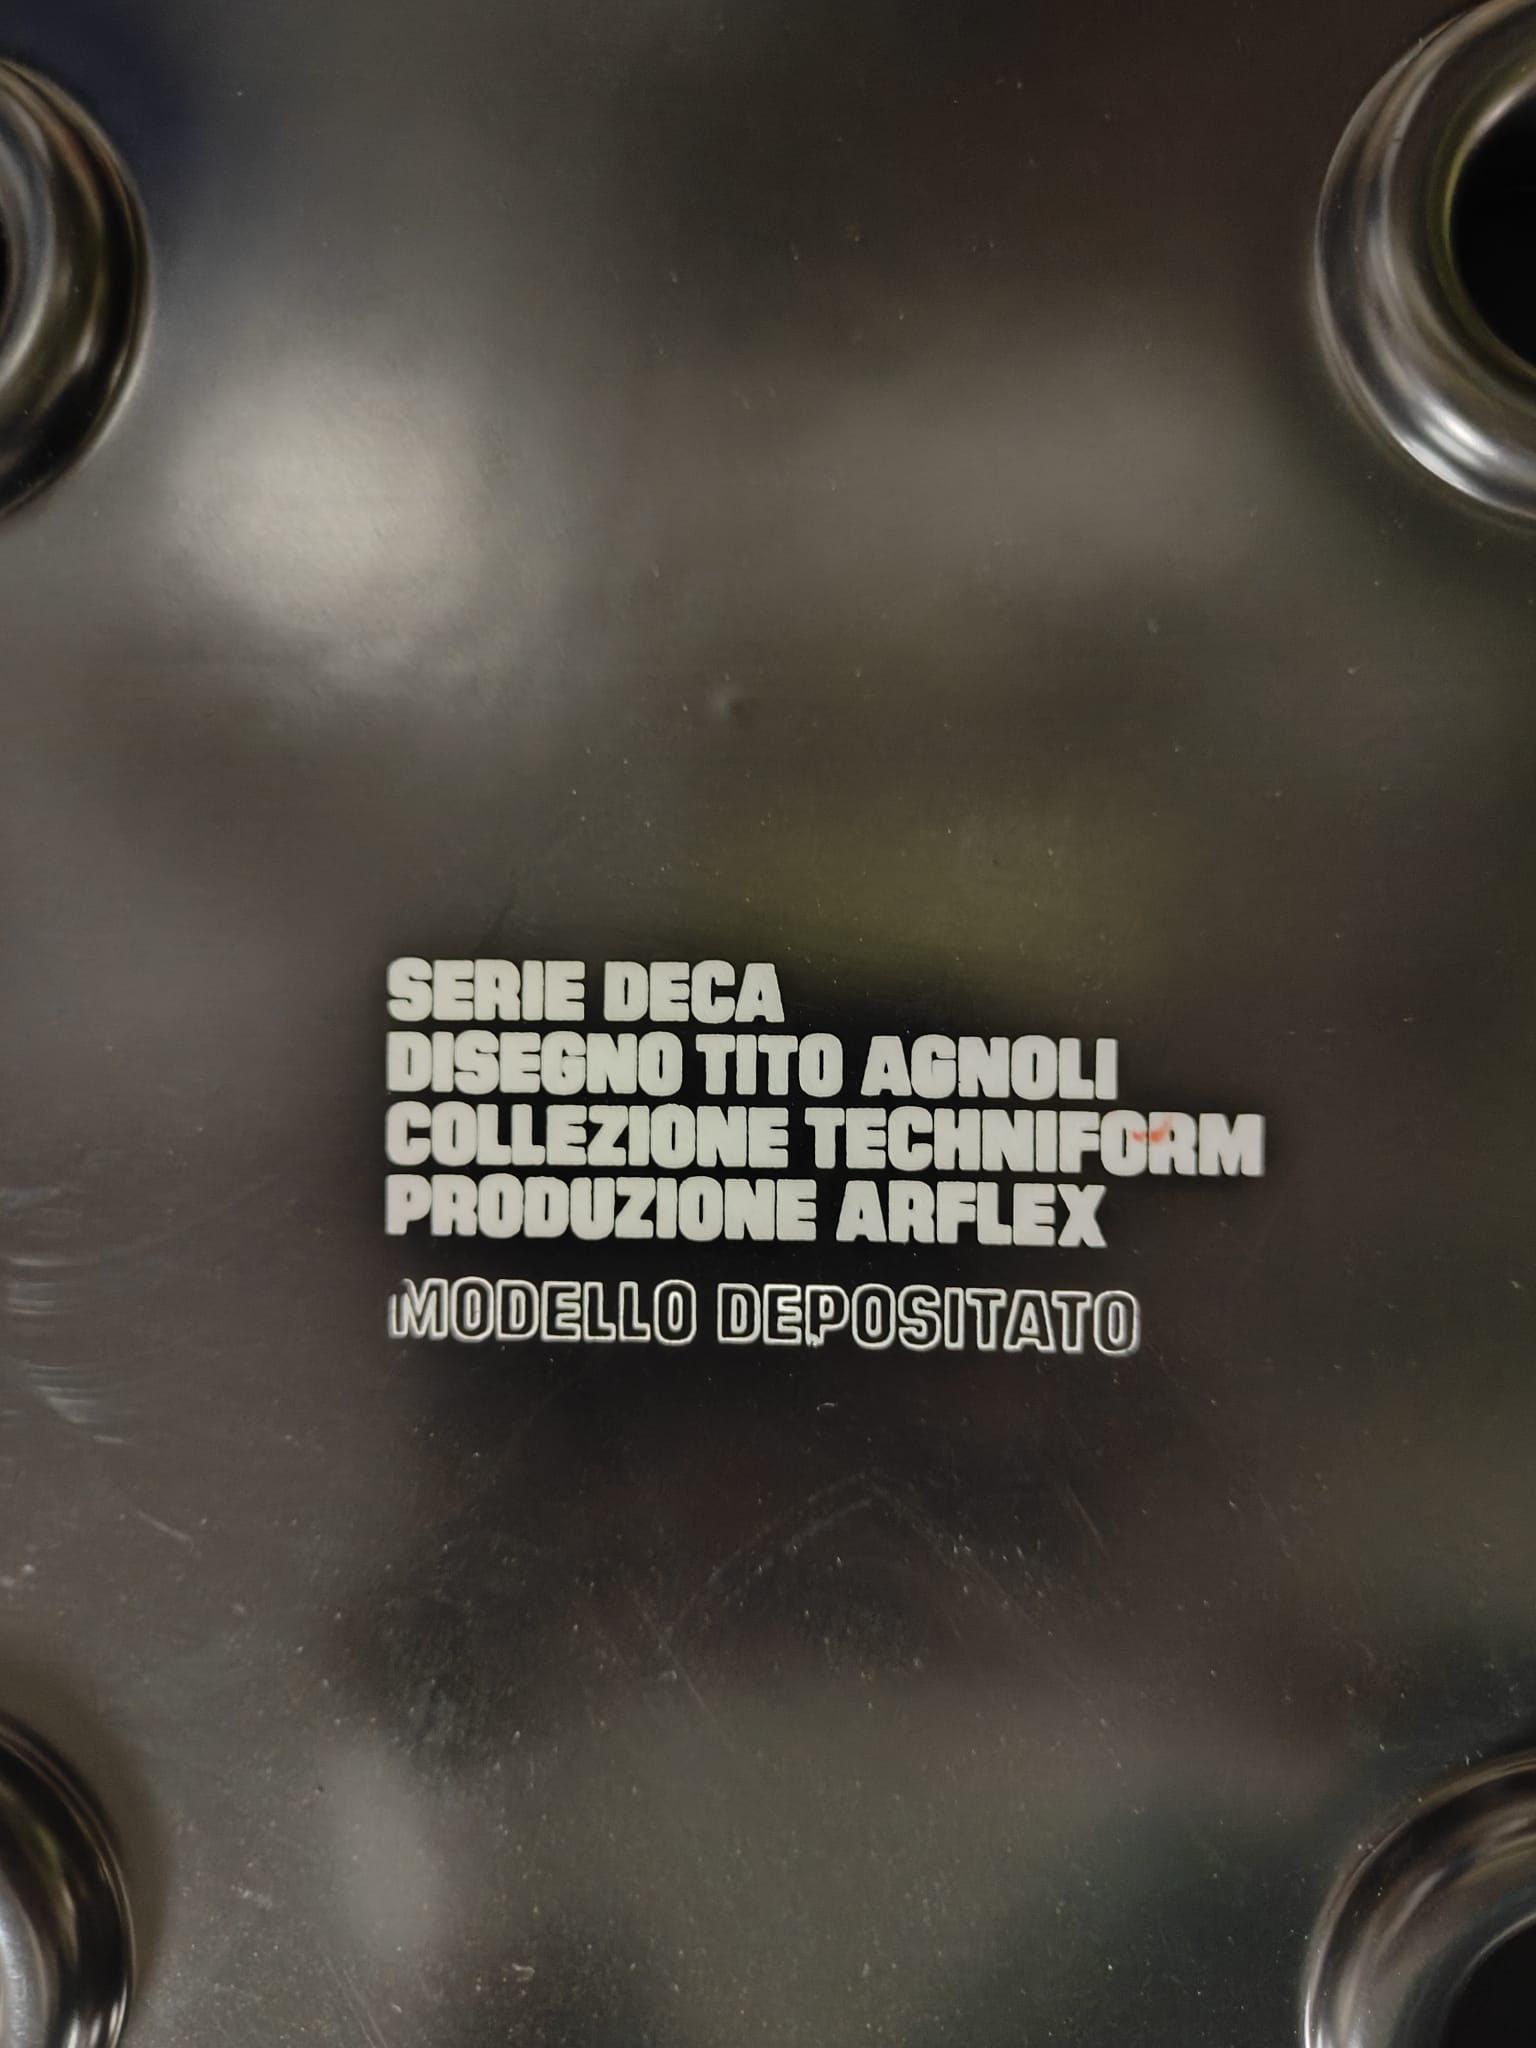 SERIE DECA
DISEGNO TITO AGNOLI
COLLEZIONE TECHNIFORM
PRODUZIONE ARFLEX
MODELLO DEPOSITATO